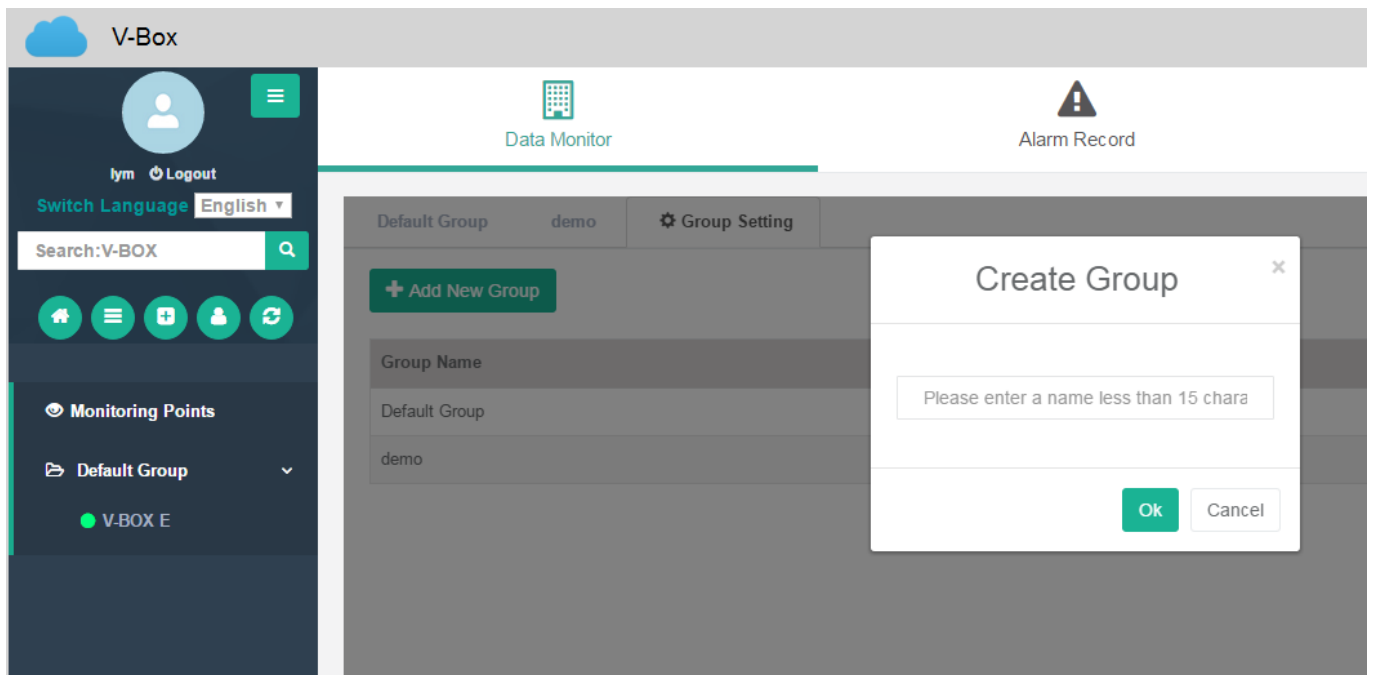 V-Box
lym Logout
Switch Language English
Search:V-BOX
Monitoring Points
Default Group
V-BOX E
Data Monitor
Alarm Record
Default Group demo Group Setting
Add New Group
Group Name
Default Group
demo
Create Group
×
Please enter a name less than 15 chara
Ok Cancel